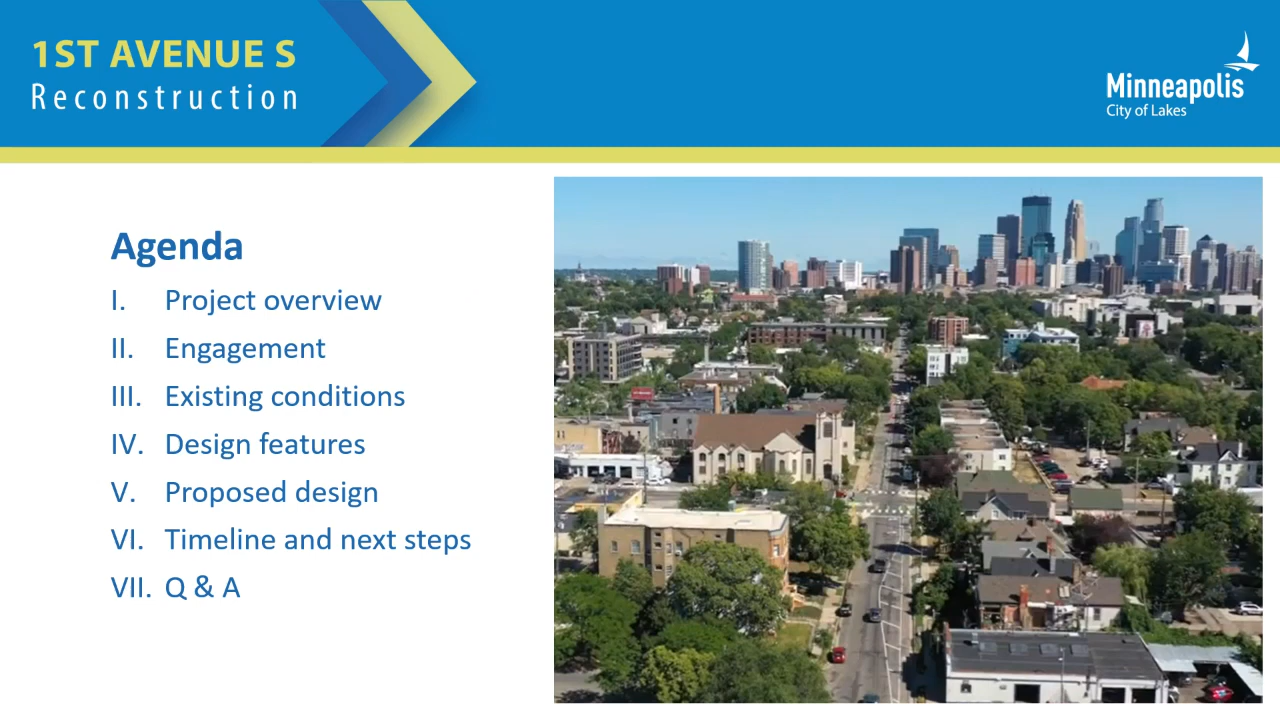 1ST AVENUE S
Reconstruction
Minneapolis
City of Lakes
Agenda
I. Project overview
II. Engagement
III. Existing conditions
IV. Design features
V. Proposed design
VI. Timeline and next steps
VII. Q & A